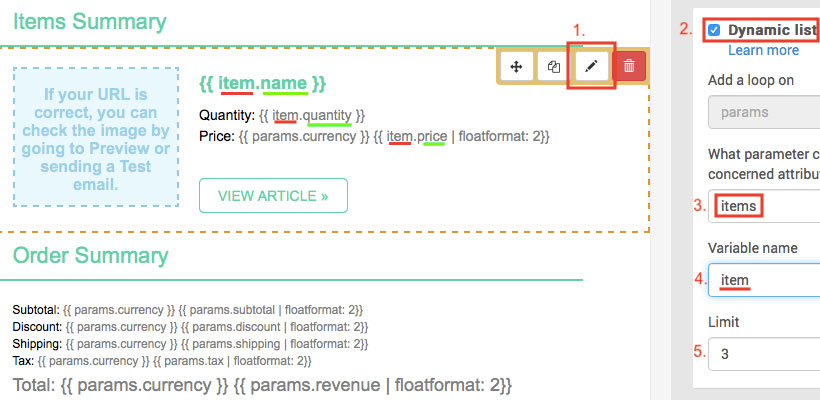 Items Summary
1.
If your URL is
correct, you can
check the image by
going to Preview or
sending a Test
email.
{{ item.name }}
Quantity: {{ item.quantity }}
Price: {{ params.currency }} {{ item.price | floatformat: 2}}
VIEW ARTICLE »
Order Summary
Subtotal: {{ params.currency }} {{ params.subtotal | floatformat: 2}}
Discount: {{ params.currency }} {{ params.discount | floatformat: 2}}
Shipping: {{ params.currency }} {{ params.shipping | floatformat: 2}}
Tax: {{ params.currency }} {{ params.tax | floatformat: 2}}
Total: {{ params.currency }} {{ params.revenue | floatformat: 2}}
2. Dynamic list
Learn more
Add a loop on
params
What parameter c
concerned attribu
3. items
Variable name
4. item
Limit
5. 3